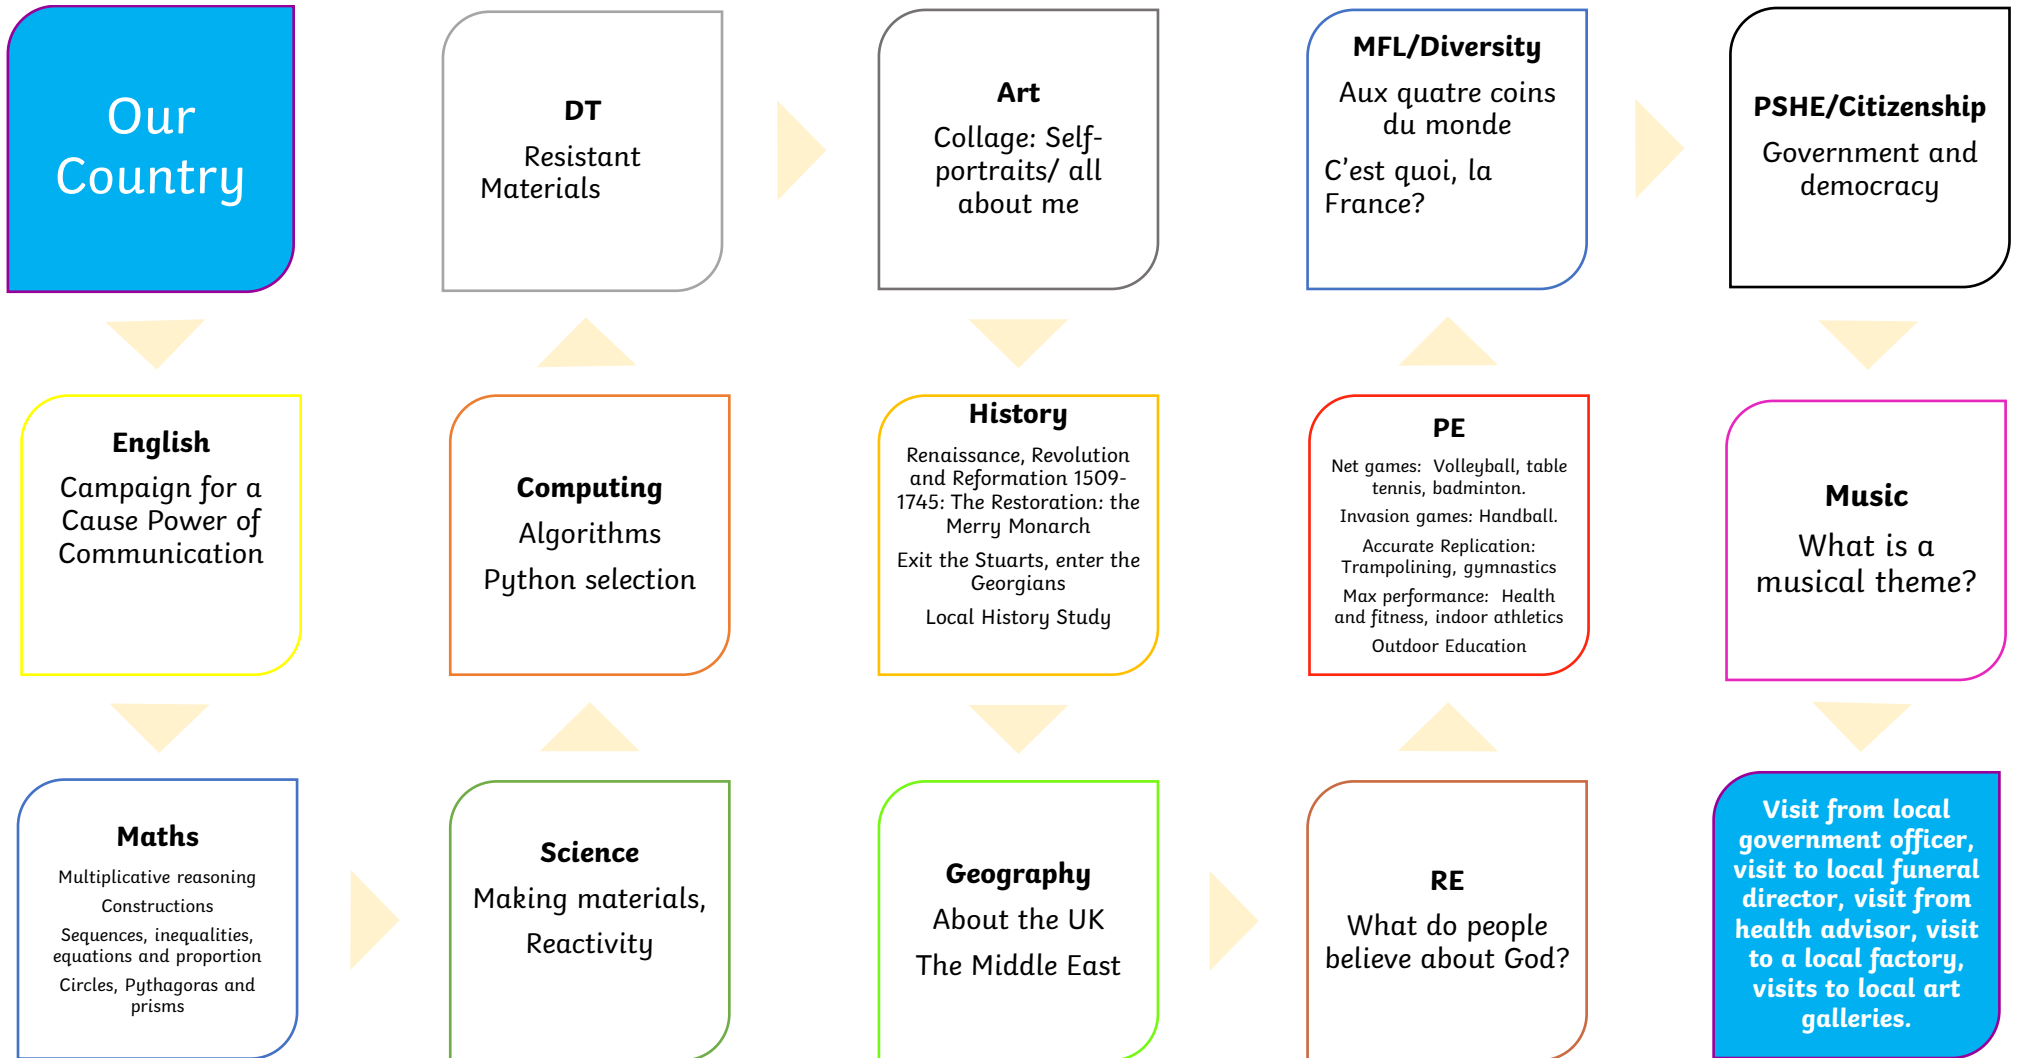 Our
Country
English
Campaign for a
Cause Power of
Communication
Maths
Multiplicative reasoning
Constructions
Sequences, inequalities,
equations and proportion
Circles, Pythagoras and
prisms
Science
Making materials,
Reactivity
Computing
Algorithms
Python selection
DT
Resistant
Materials
Art
Collage: Self-
portraits/ all
about me
History
Renaissance, Revolution
and Reformation 1509-
1745: The Restoration: the
Merry Monarch
Exit the Stuarts, enter the
Georgians
Local History Study
Geography
About the UK
The Middle East
RE
What do people
believe about God?
PE
Net games: Volleyball, table
tennis, badminton.
Invasion games: Handball.
Accurate Replication:
Trampolining, gymnastics
Max performance: Health
and fitness, indoor athletics
Outdoor Education
MFL/Diversity
Aux quatre coins
du monde
C'est quoi, la
France?
PSHE/Citizenship
Government and
democracy
Music
What is a
musical theme?
Visit from local
government officer,
visit to local funeral
director, visit from
health advisor, visit
to a local factory,
visits to local art
galleries.